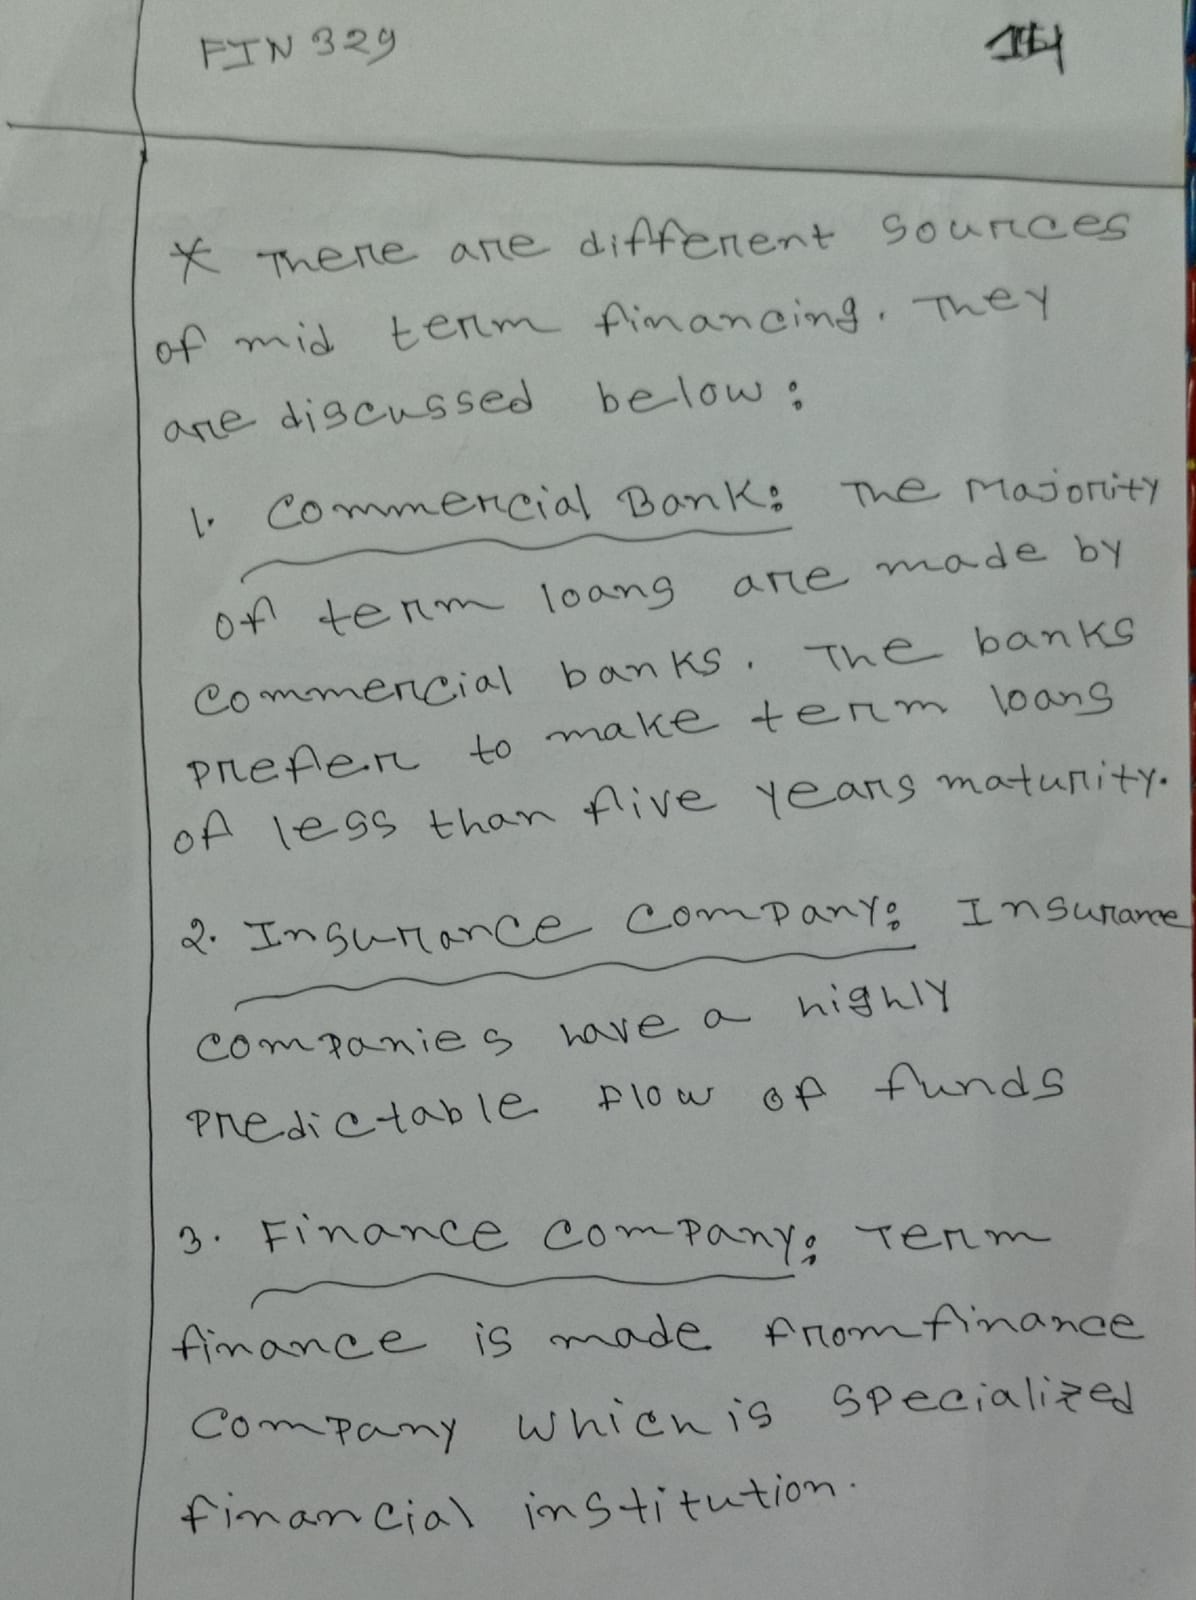 FIN 329
14
* There are different sources
of mid term financing. They
are discussed below:
1. Commercial Bank: The Majority
of term loans are made by
commercial banks. The banks
prefer to make term loans
of less than five years maturity.
2. Insurance Company: Insurance
companies have a highly
predictable flow of funds
3. Finance Company: Term
finance is made from finance
company which is specialized
financial institution.